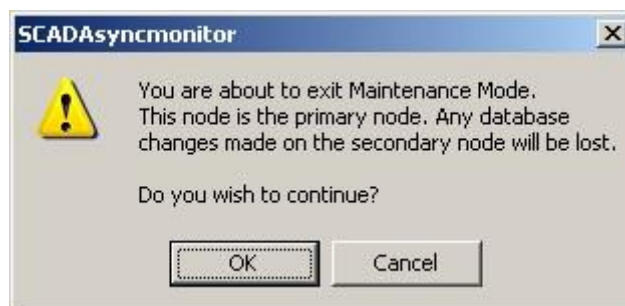 SCADAsyncmonitor
You are about to exit Maintenance Mode.
This node is the primary node. Any database
changes made on the secondary node will be lost.
Do you wish to continue?
OK
Cancel